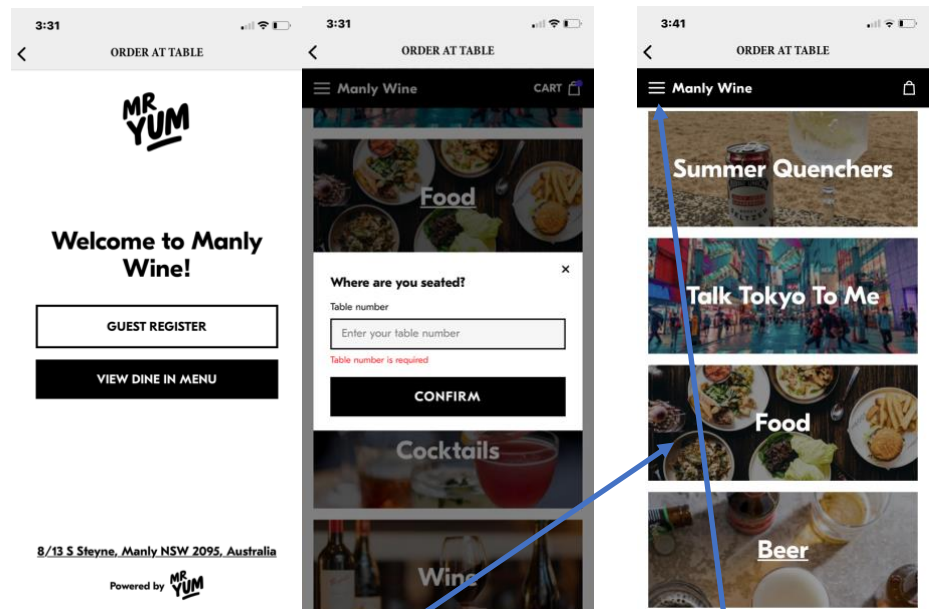 3:31
ORDER AT TABLE
MR
YUM
Welcome to Manly
Wine!
GUEST REGISTER
VIEW DINE IN MENU
8/13 S Steyne, Manly NSW 2095, Australia
Powered by MR YUM
3:31
ORDER AT TABLE
Manly Wine
CART
Food
Where are you seated?
Table number
Enter your table number
Table number is required
CONFIRM
Cocktails
Wine
3:41
ORDER AT TABLE
Manly Wine
Summer Quenchers
SELTZER
Talk Tokyo To Me
Food
Beer